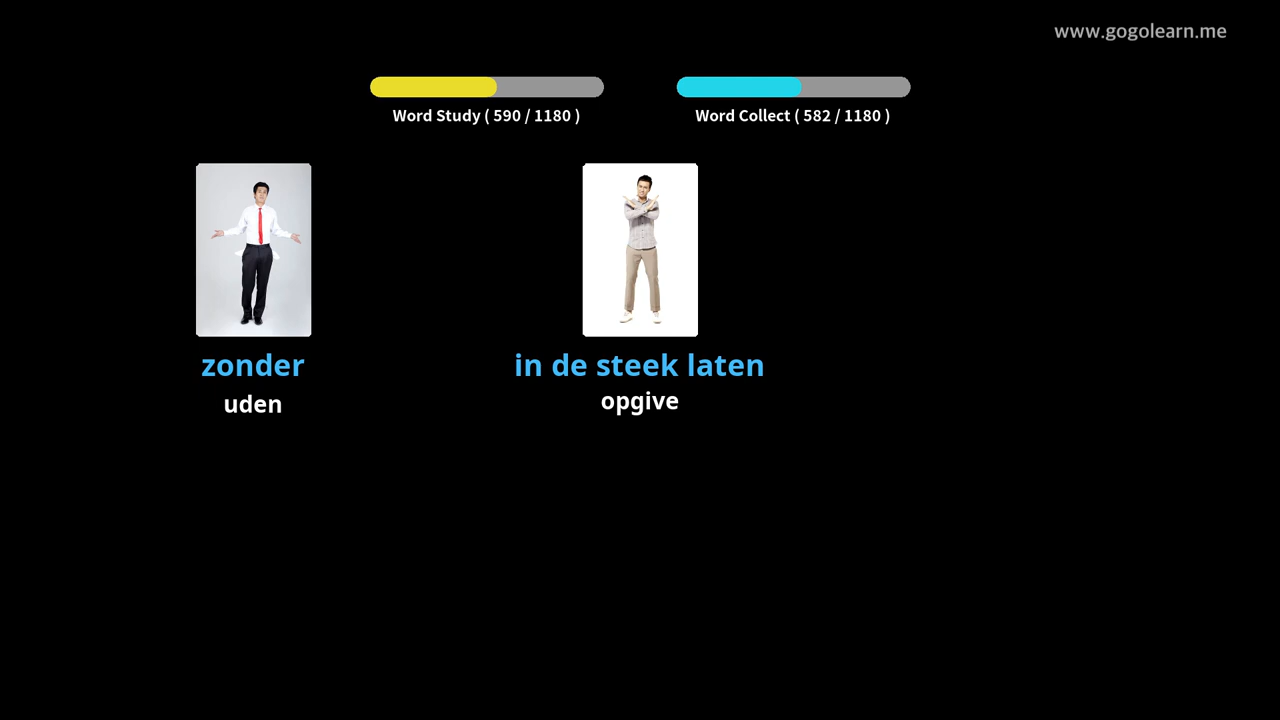 www.gogolearn.me
Word Study ( 590 / 1180 )
Word Collect ( 582 / 1180 )
zonder
uden
in de steek laten
opgive